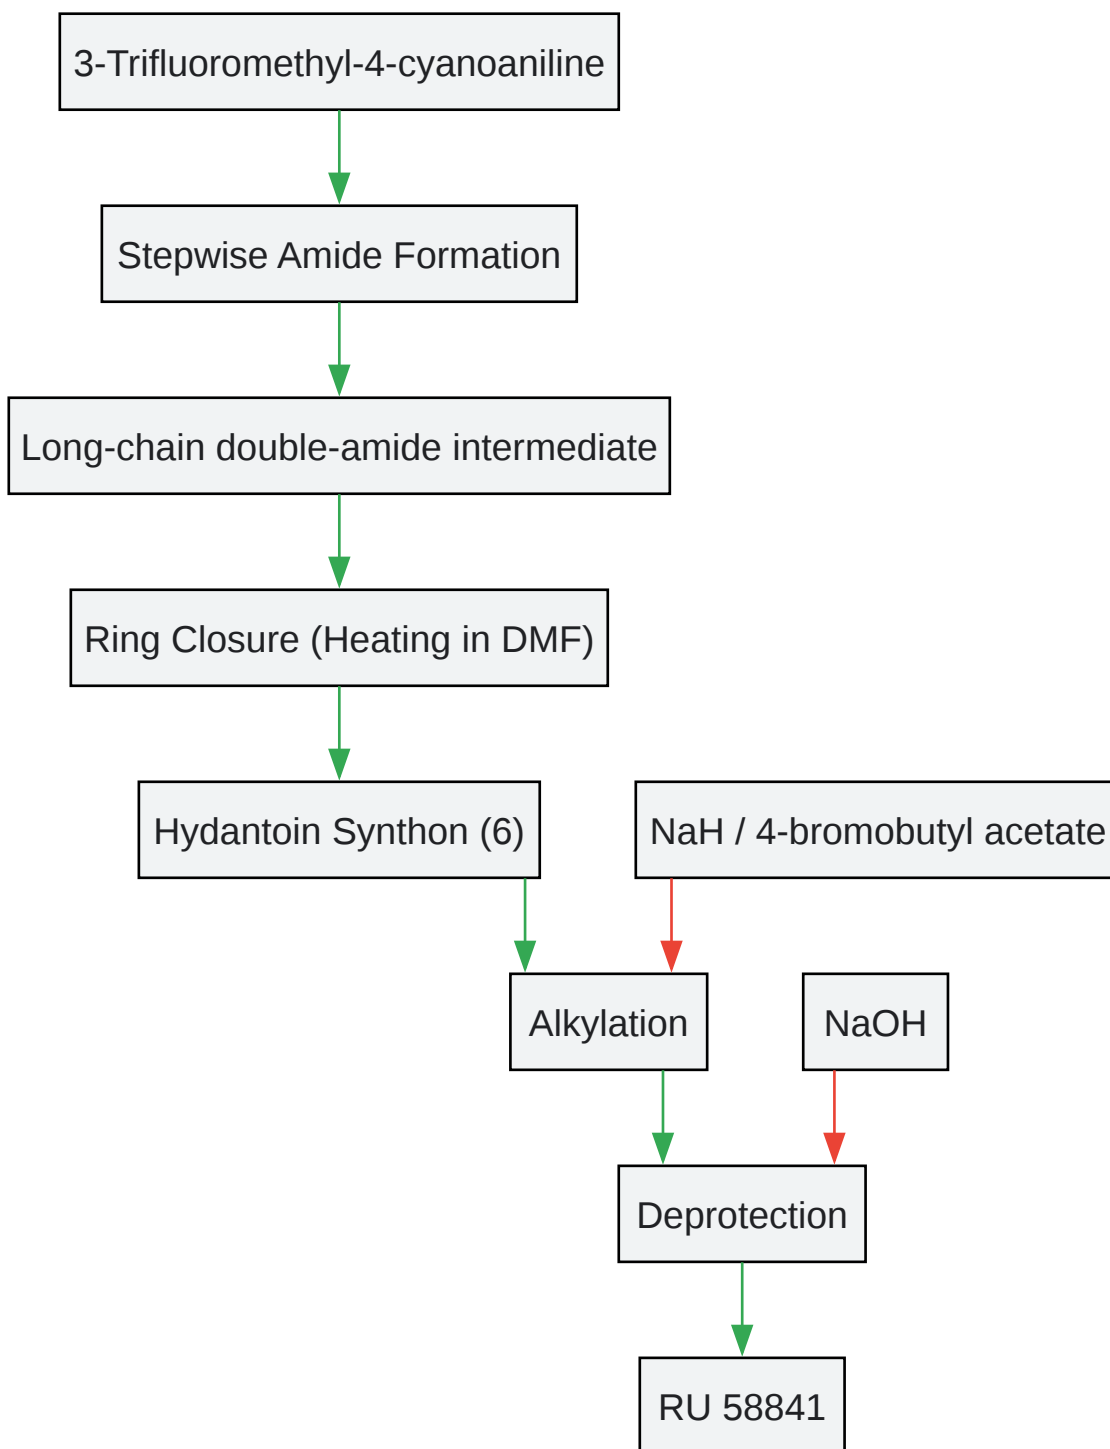 3-Trifluoromethyl-4-cyanoaniline
Stepwise Amide Formation
Long-chain double-amide intermediate
Ring Closure (Heating in DMF)
Hydantoin Synthon (6)
NaH / 4-bromobutyl acetate
Alkylation
NaOH
Deprotection
RU 58841